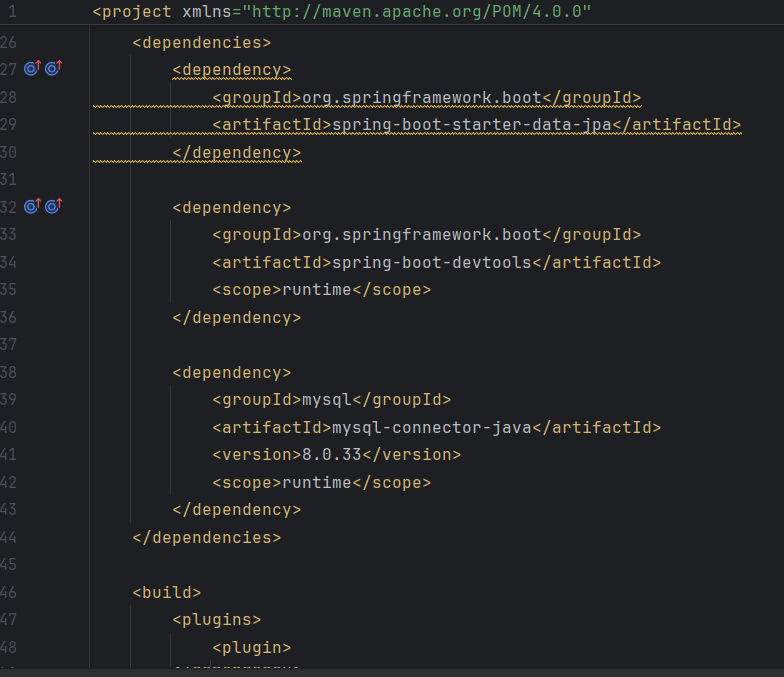 1 <project xmlns="http://maven.apache.org/POM/4.0.0"
26 <dependencies>
27 <dependency>
28 <groupId>org.springframework.boot</groupId>
29 <artifactId>spring-boot-starter-data-jpa</artifactId>
30 </dependency>
31
32 <dependency>
33 <groupId>org.springframework.boot</groupId>
34 <artifactId>spring-boot-devtools</artifactId>
35 <scope>runtime</scope>
36 </dependency>
37
38 <dependency>
39 <groupId>mysql</groupId>
40 <artifactId>mysql-connector-java</artifactId>
41 <version>8.0.33</version>
42 <scope>runtime</scope>
43 </dependency>
44 </dependencies>
45
46 <build>
47 <plugins>
48 <plugin>